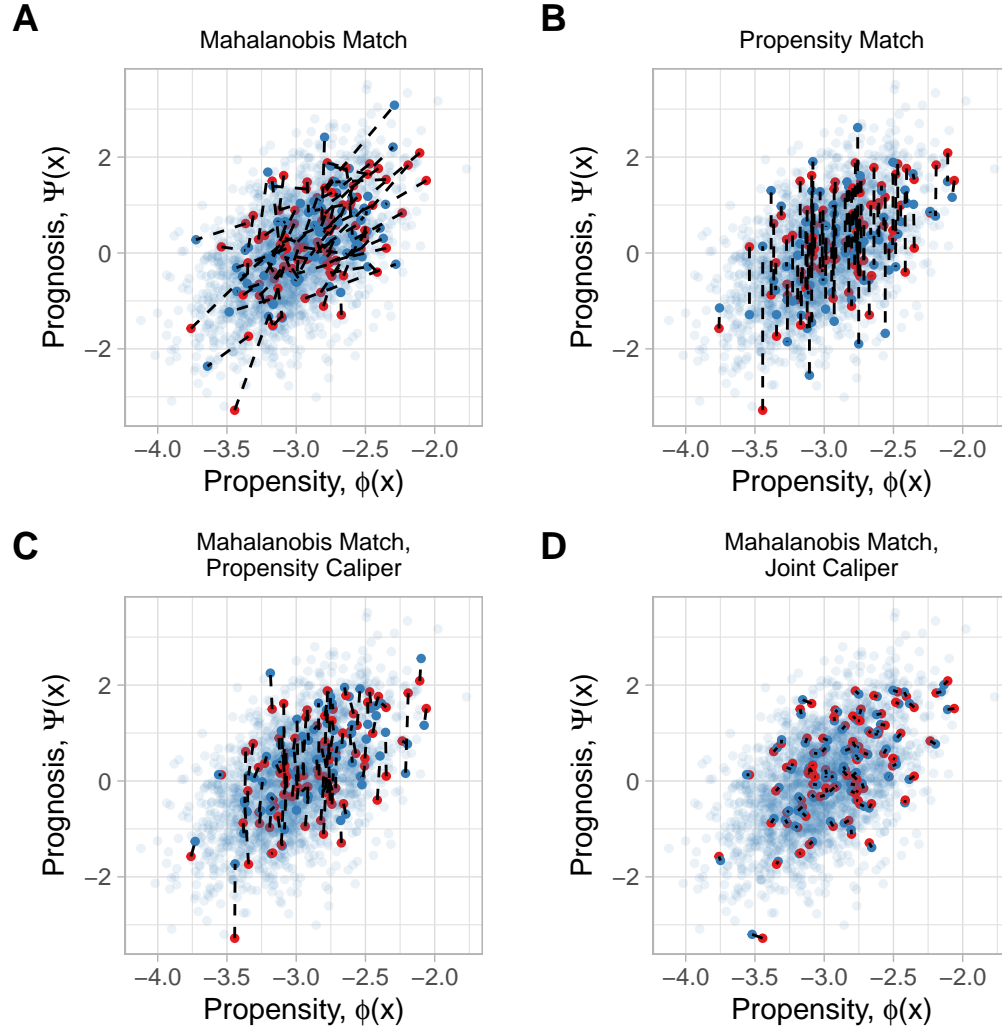 A
Mahalanobis Match
Prognosis, Ψ(x)
2
0
−2
−4.0 −3.5 −3.0 −2.5 −2.0
Propensity, ϕ(x)
B
Propensity Match
Prognosis, Ψ(x)
2
0
−2
−4.0 −3.5 −3.0 −2.5 −2.0
Propensity, ϕ(x)
C
Mahalanobis Match,
Propensity Caliper
Prognosis, Ψ(x)
2
0
−2
−4.0 −3.5 −3.0 −2.5 −2.0
Propensity, ϕ(x)
D
Mahalanobis Match,
Joint Caliper
Prognosis, Ψ(x)
2
0
−2
−4.0 −3.5 −3.0 −2.5 −2.0
Propensity, ϕ(x)